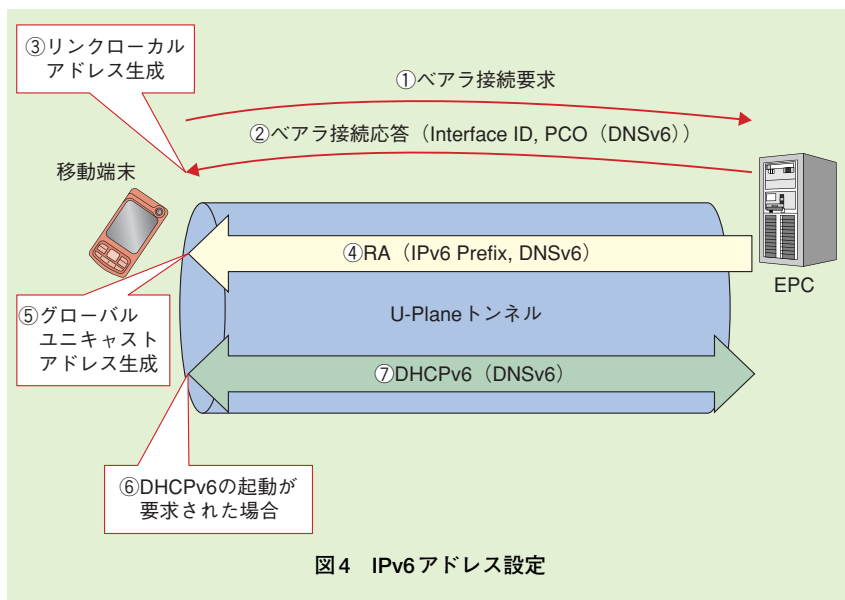 ③リンクローカル
アドレス生成
①ベアラ接続要求
②ベアラ接続応答（Interface ID, PCO（DNSv6））
移動端末
④RA（IPv6 Prefix, DNSv6）
EPC
⑤グローバル
ユニキャスト
アドレス生成
U-Planeトンネル
⑦DHCPv6（DNSv6）
⑥DHCPv6の起動が
要求された場合
図4 IPv6アドレス設定